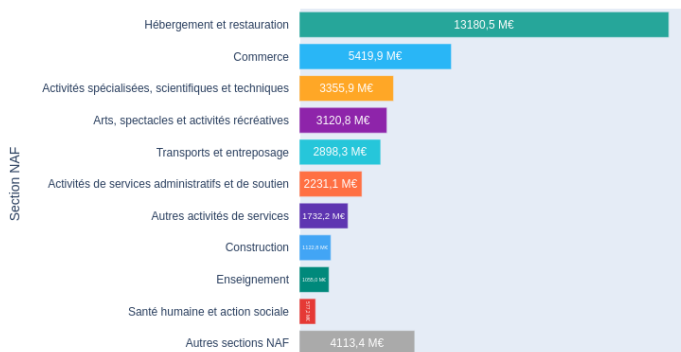 Section NAF
Hébergement et restauration 13180,5 M€
Commerce 5419,9 M€
Activités spécialisées, scientifiques et techniques 3355,9 M€
Arts, spectacles et activités récréatives 3120,8 M€
Transports et entreposage 2898,3 M€
Activités de services administratifs et de soutien 2231,1 M€
Autres activités de services 1732,2 M€
Construction M€
Enseignement M€
Santé humaine et action sociale
Autres sections NAF 4113,4 M€